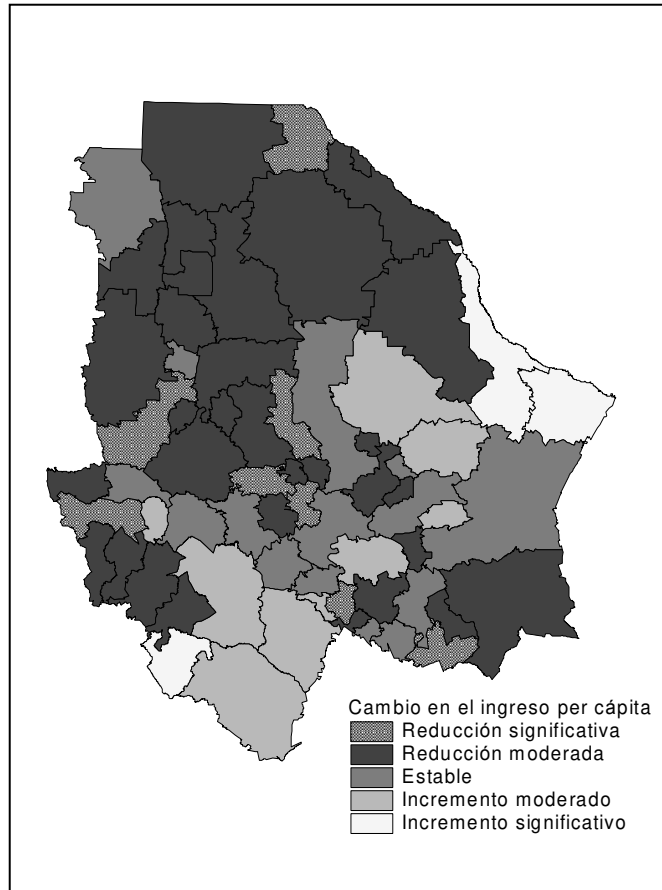 Cambio en el ingreso per cápita
Reducción significativa
Reducción moderada
Estable
Incremento moderado
Incremento significativo